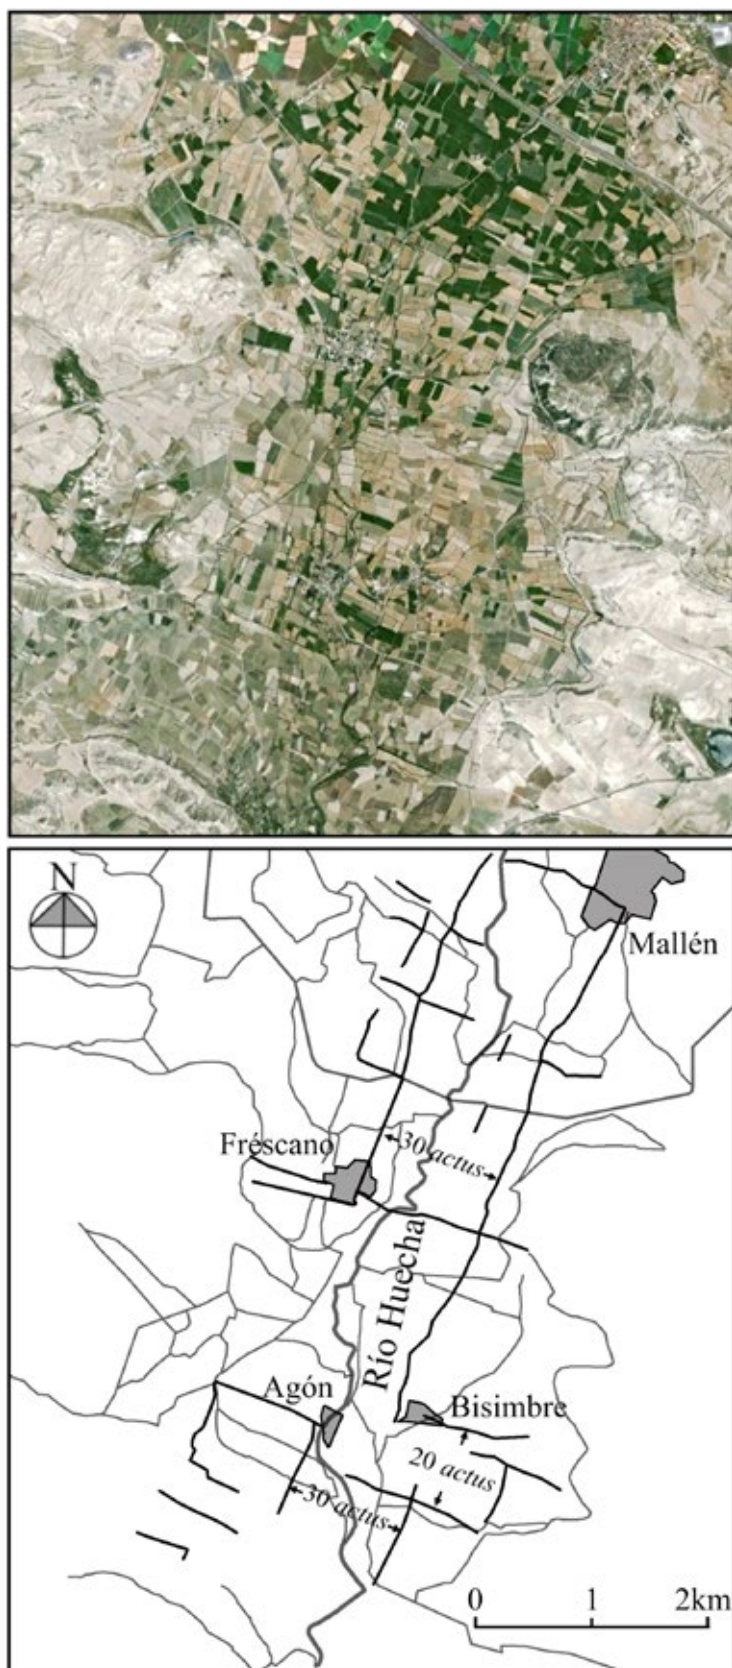 N
Mallén
Fréscano
30 actus
Río Huecha
Agón
Bisimbre
20 actus
30 actus
0 1 2km